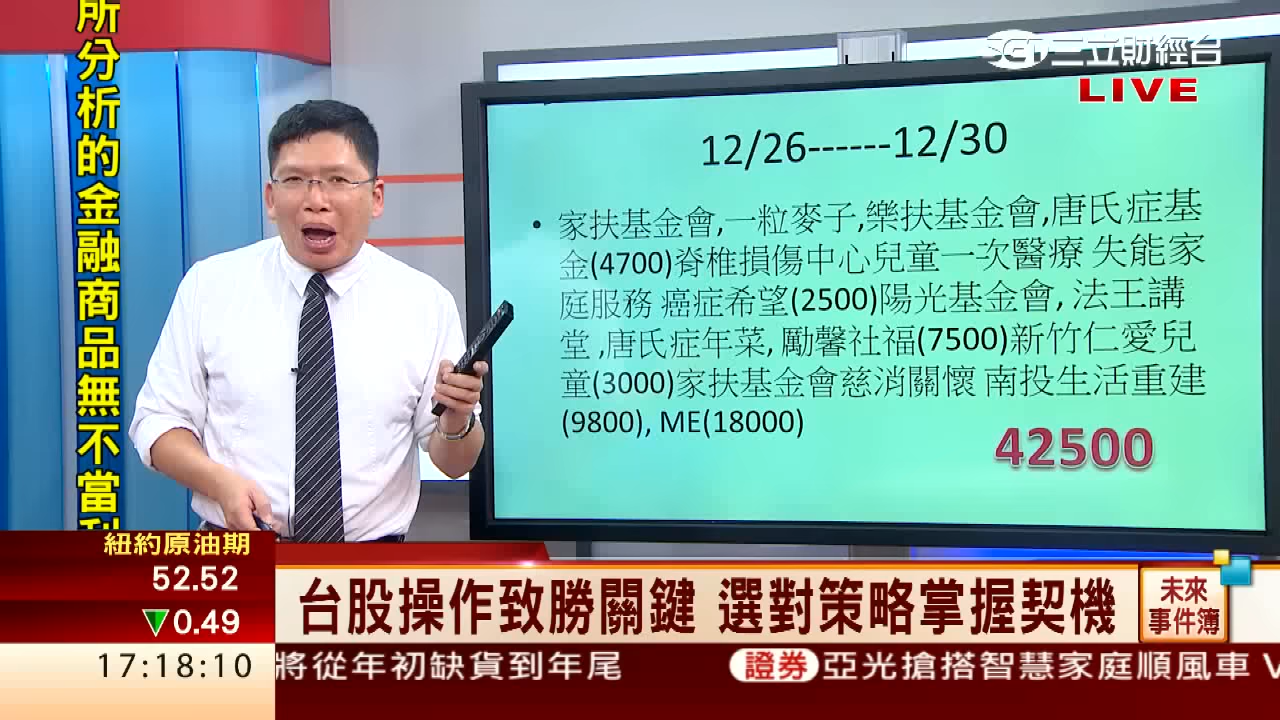 所分析的金融商品無不當利
三立財經台
LIVE
12/26------12/30
• 家扶基金會,一粒麥子,樂扶基金會,唐氏症基
金(4700)脊椎損傷中心兒童一次醫療 失能家
庭服務 癌症希望(2500)陽光基金會, 法王講
堂 ,唐氏症年菜, 勵馨社福(7500)新竹仁愛兒
童(3000)家扶基金會慈消關懷 南投生活重建
(9800), ME(18000)
42500
紐約原油期
52.52
▼0.49
17:18:10
台股操作致勝關鍵 選對策略掌握契機
未來
事件簿
將從年初缺貨到年尾
證券 亞光搶搭智慧家庭順風車 V